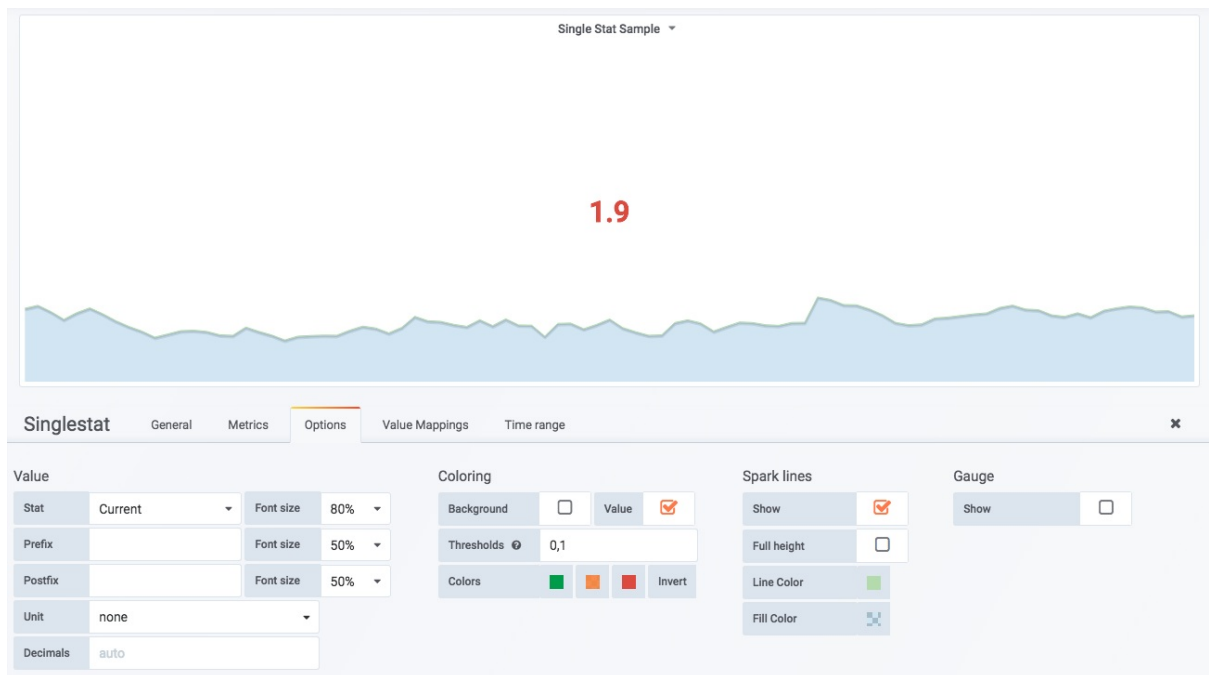 Single Stat Sample
1.9
Singlestat General Metrics Options Value Mappings Time range
Value
Stat Current Font size 80%
Prefix Font size 50%
Postfix Font size 50%
Unit none
Decimals auto
Coloring
Background Value
Thresholds 0,1
Colors Invert
Spark lines
Show
Full height
Line Color
Fill Color
Gauge
Show